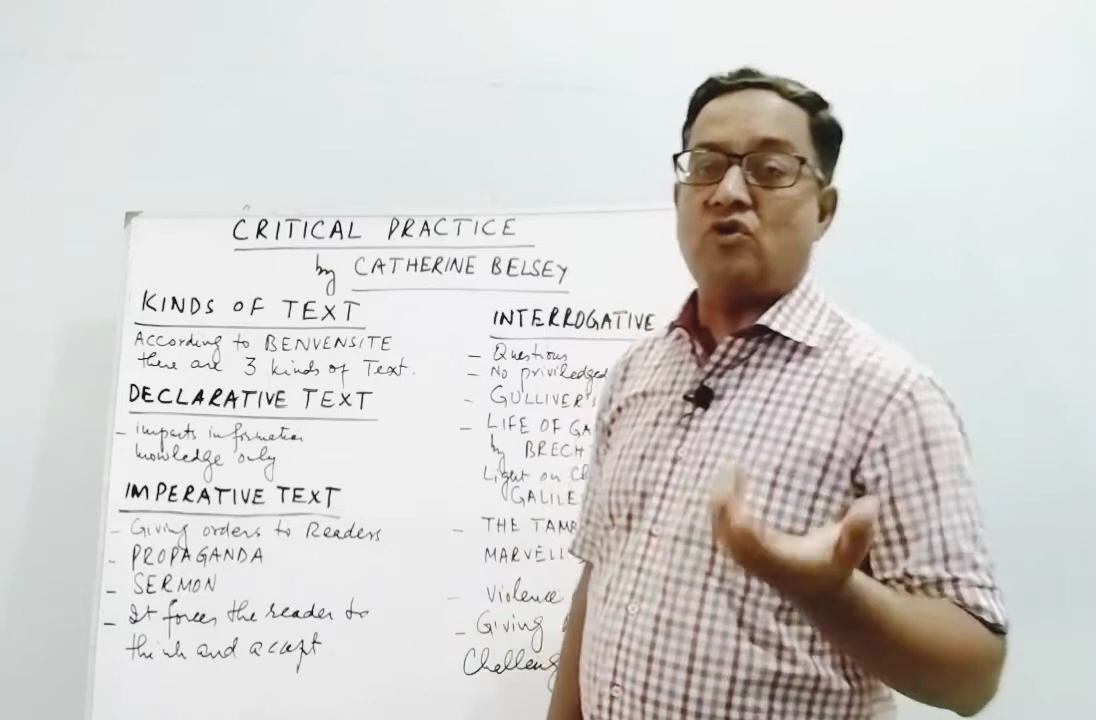 CRITICAL PRACTICE
by CATHERINE BELSEY
KINDS OF TEXT
According to BENVENSITE
there are 3 kinds of Text.
DECLARATIVE TEXT
- imparts information
knowledge only
IMPERATIVE TEXT
- Giving orders to Readers
- PROPAGANDA
- SERMON
- It forces the reader to
think and accept.
INTERROGATIVE
- Questions
- No priviledged
- GULLIVER'
- LIFE OF GA
by BRECHT
Light on
GALILE
- THE TAM
MARVELL
- Violence
- Giving
Challeng